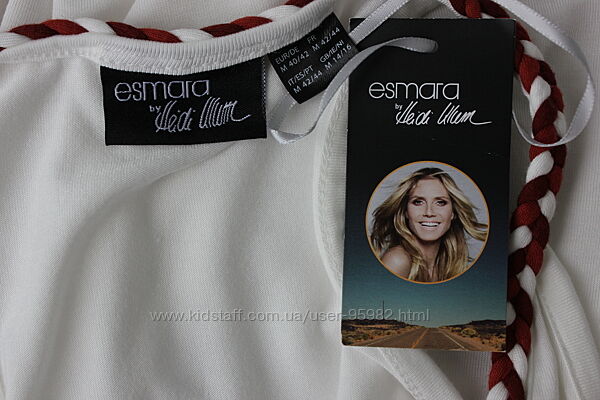 esmara
by Heidi Klum
EUR/DE
M 40/42
FR
M 42/44
IT/ES/PT
M 42/44
GB/IE/NI
M 14/16
esmara
by Heidi Klum
www.kidstaff.com.ua/user-95982.html